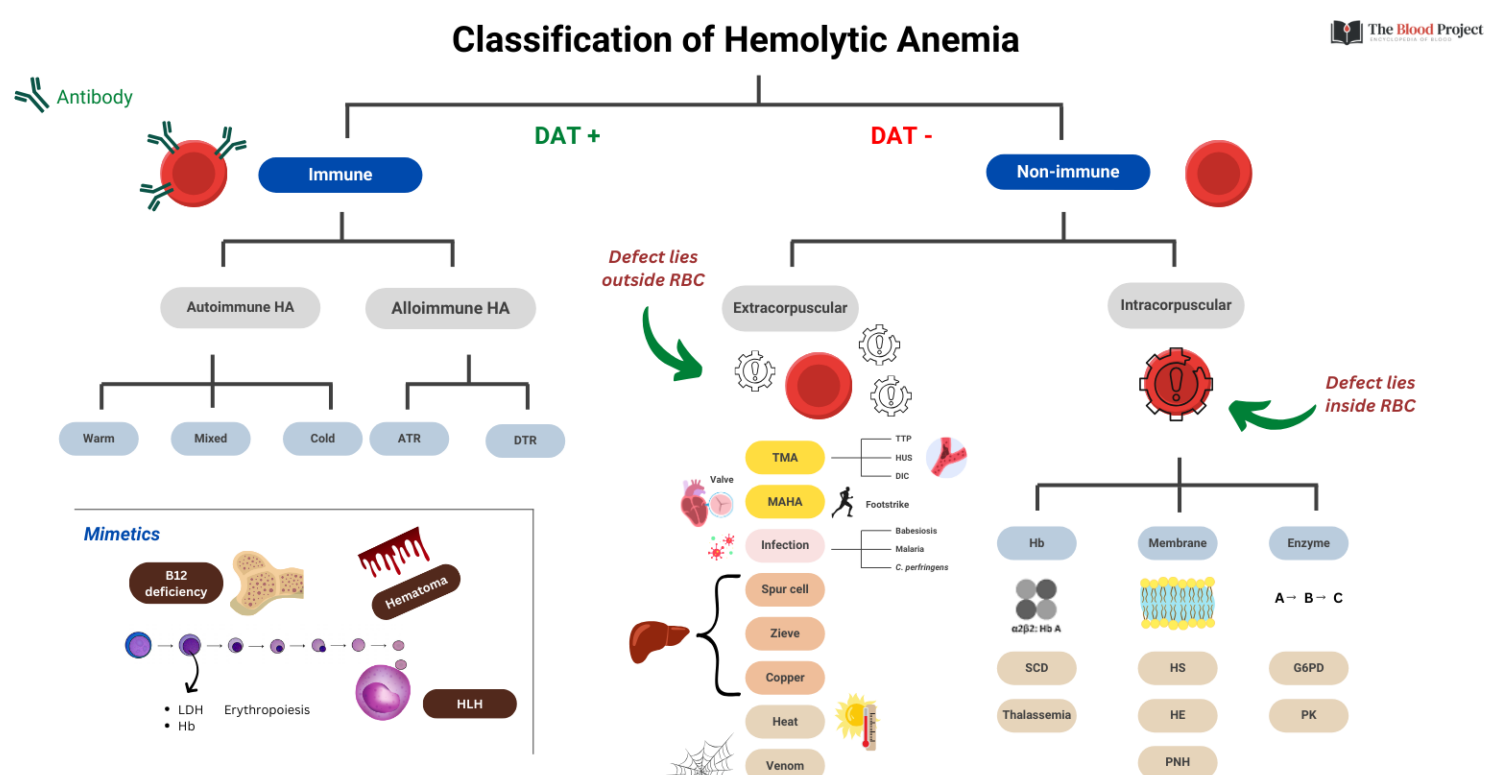 Classification of Hemolytic Anemia
The Blood Project
ENCYCLOPEDIA OF BLOOD
Antibody
DAT +
DAT -
Immune
Non-immune
Defect lies
outside RBC
Autoimmune HA
Alloimmune HA
Extracorpuscular
Intracorpuscular
Defect lies
inside RBC
Warm
Mixed
Cold
ATR
DTR
TMA
TTP
HUS
DIC
Valve
MAHA
Footstrike
Infection
Babesiosis
Malaria
C. perfringens
Spur cell
Zieve
Copper
Heat
Venom
Hb
Membrane
Enzyme
α2β2: Hb A
A→ B→ C
SCD
HS
G6PD
Thalassemia
HE
PK
PNH
Mimetics
B12
deficiency
Hematoma
• LDH
• Hb
Erythropoiesis
HLH